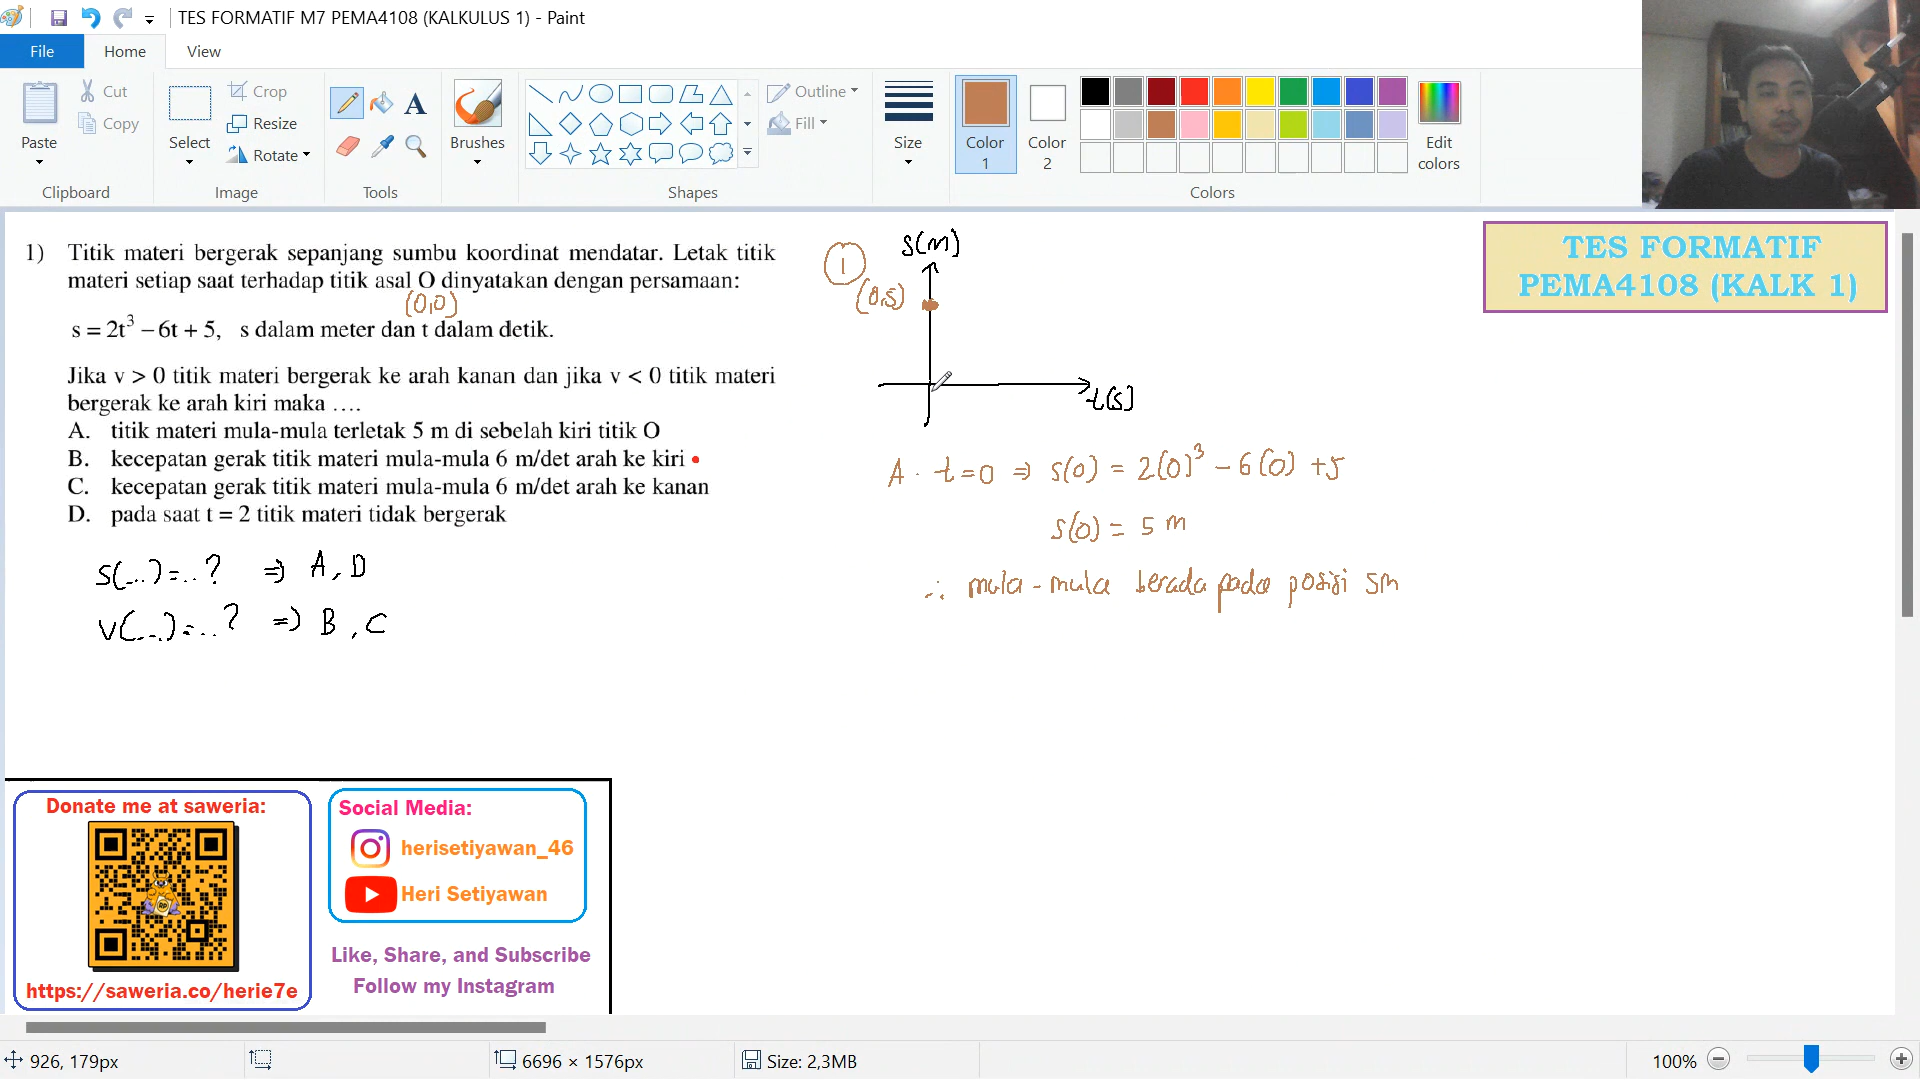 TES FORMATIF M7 PEMA4108 (KALKULUS 1) - Paint
File Home View
Paste
Cut
Copy
Clipboard
Select
Crop
Resize
Rotate
Image
A
Tools
Brushes
Outline
Fill
Shapes
Size
Color 1
Color 2
Edit colors
Colors
1) Titik materi bergerak sepanjang sumbu koordinat mendatar. Letak titik
materi setiap saat terhadap titik asal O dinyatakan dengan persamaan:
(0,0)
s = 2t³ – 6t + 5, s dalam meter dan t dalam detik.
Jika v > 0 titik materi bergerak ke arah kanan dan jika v < 0 titik materi
bergerak ke arah kiri maka ….
A. titik materi mula-mula terletak 5 m di sebelah kiri titik O
B. kecepatan gerak titik materi mula-mula 6 m/det arah ke kiri
C. kecepatan gerak titik materi mula-mula 6 m/det arah ke kanan
D. pada saat t = 2 titik materi tidak bergerak
s(...)=..? ⇒ A, D
v(...)=...? ⇒ B, C
1
s(m)
(0,5)
t(s)
A. t=0 ⇒ s(0) = 2(0)³ - 6(0) +5
s(0) = 5 m
∴ mula-mula berada pada posisi 5m
TES FORMATIF
PEMA4108 (KALK 1)
Donate me at saweria:
RP
https://saweria.co/herie7e
Social Media:
herisetiyawan_46
Heri Setiyawan
Like, Share, and Subscribe
Follow my Instagram
926, 179px
6696 × 1576px
Size: 2,3MB
100%